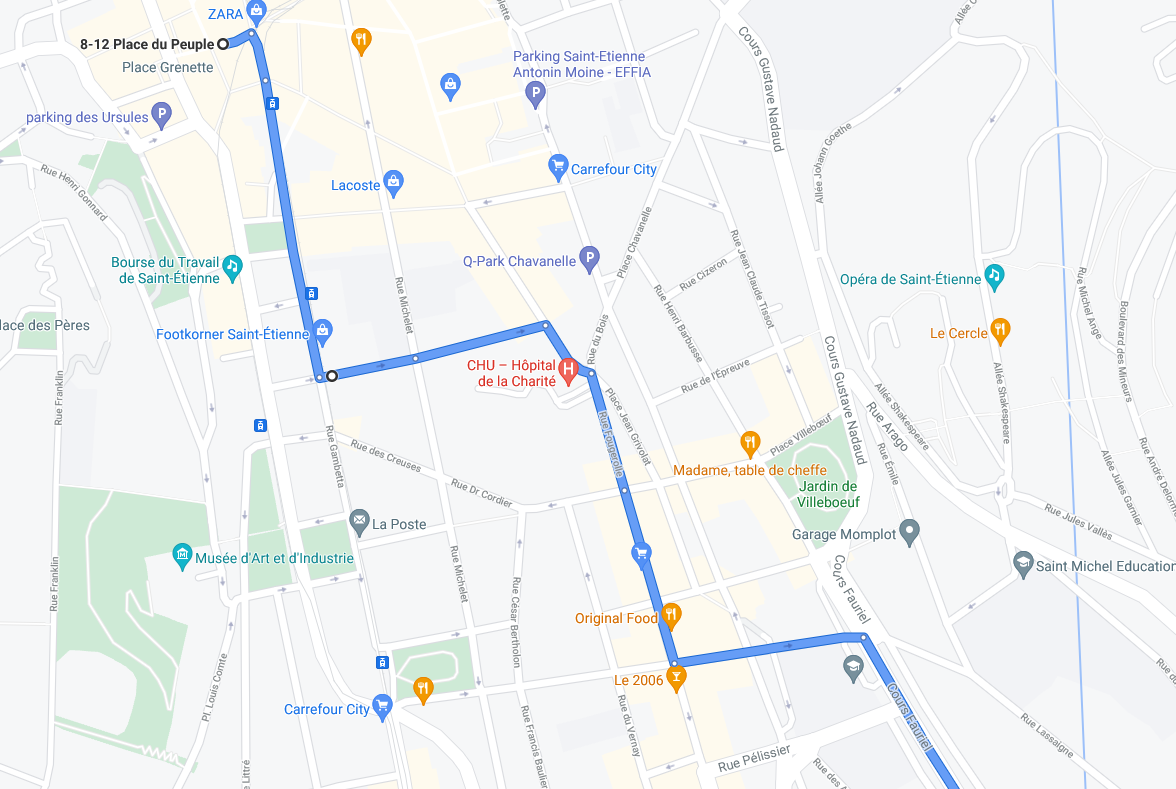 ZARA
8-12 Place du Peuple
Place Grenette
Parking Saint-Etienne
Antonin Moine - EFFIA
Cours Gustave Nadaud
parking des Ursules
Allée Johann Goethe
Carrefour City
Rue Henri Gonnard
Lacoste
Place Chavanelle
Bourse du Travail
de Saint-Étienne
Q-Park Chavanelle
Rue Cizeron
Rue Jean Claude Tissot
Opéra de Saint-Étienne
Rue Michelet
Rue Henri Barbusse
Rue Michel Ange
Boulevard des Mineurs
lace des Pères
Footkorner Saint-Étienne
Rue du Bois
Le Cercle
CHU – Hôpital
de la Charité
Rue de l'Épreuve
Cours Gustave Nadaud
Rue Franklin
Place Jean Grivolat
Allée Shakespeare
Allée Shakespeare
Rue Arago
Rue Fougerolle
Place Villebœuf
Rue Gambetta
Rue des Creuses
Rue Émile
Madame, table de cheffe
Jardin de
Villeboeuf
Rue Dr Cordier
Allée Jules Garnier
Rue André Delorm
La Poste
Garage Momplot
Rue Jules Vallès
Musée d'Art et d'Industrie
Saint Michel Education
Rue Franklin
Rue Michelet
Rue César Bertholon
Cours Fauriel
Original Food
Pl. Louis Comte
Le 2006
Carrefour City
Cours Fauriel
Rue du Vernay
Rue Francis Baulier
Rue Lassaigne
Rue Pélissier
Littré
Rue des